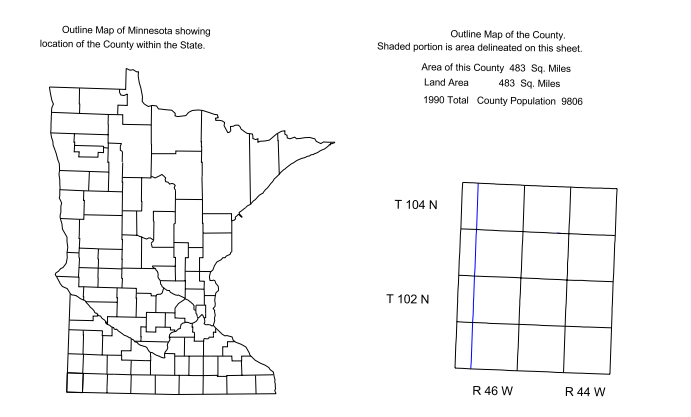 Outline Map of Minnesota showing
location of the County within the State.
Outline Map of the County.
Shaded portion is area delineated on this sheet.
Area of this County 483 Sq. Miles
Land Area 483 Sq. Miles
1990 Total County Population 9806
T 104 N
T 102 N
R 46 W R 44 W